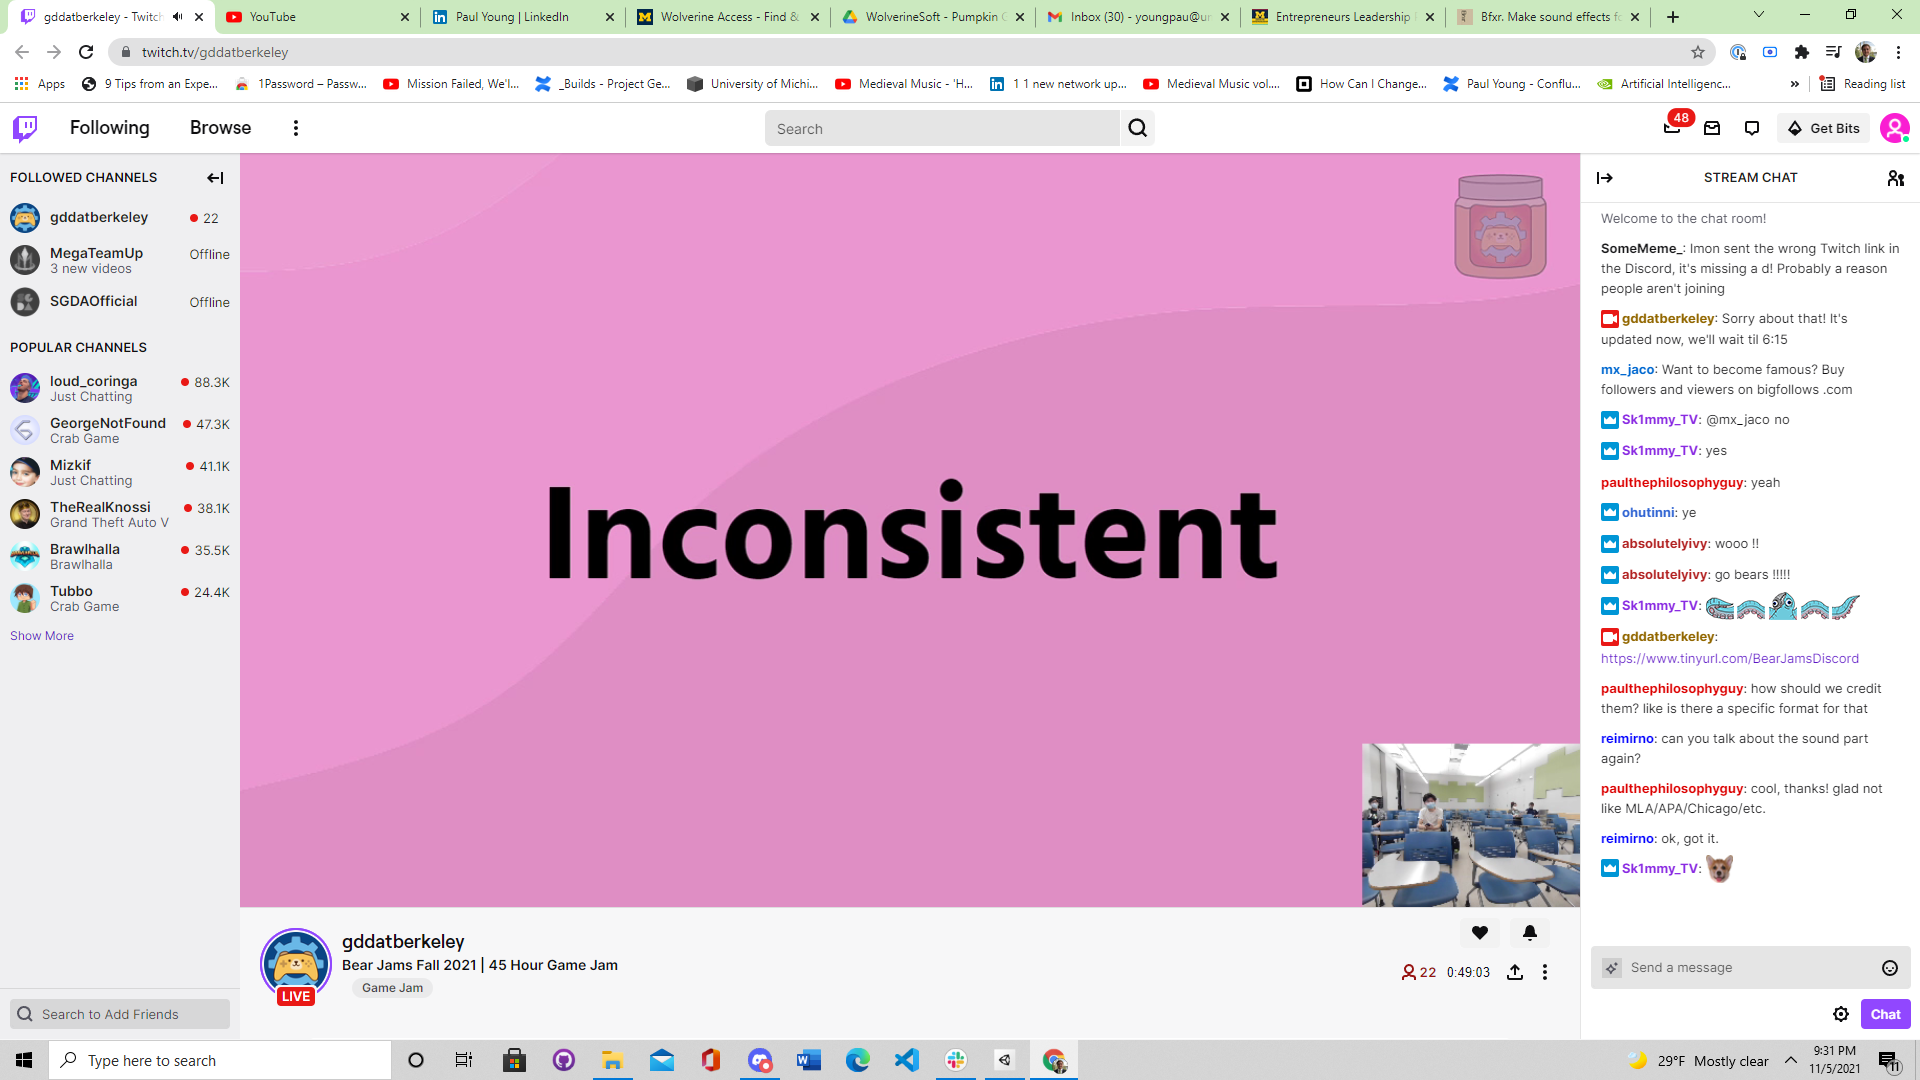 gddatberkeley - Twitch
YouTube
Paul Young | LinkedIn
Wolverine Access - Find &
WolverineSoft - Pumpkin
Inbox (30) - youngpau@u
Entrepreneurs Leadership
Bfxr. Make sound effects fo
twitch.tv/gddatberkeley
Apps
9 Tips from an Expe...
1Password – Passw...
Mission Failed, We'l...
_Builds - Project Ge...
University of Michi...
Medieval Music - 'H...
1 1 new network up...
Medieval Music vol....
How Can I Change...
Paul Young - Conflu...
Artificial Intelligenc...
»
Reading list
Following
Browse
Search
48
Get Bits
FOLLOWED CHANNELS
gddatberkeley
22
MegaTeamUp
Offline
3 new videos
SGDAOfficial
Offline
POPULAR CHANNELS
loud_coringa
88.3K
Just Chatting
GeorgeNotFound
47.3K
Crab Game
Mizkif
41.1K
Just Chatting
TheRealKnossi
38.1K
Grand Theft Auto V
Brawlhalla
35.5K
Brawlhalla
Tubbo
24.4K
Crab Game
Show More
Search to Add Friends
Inconsistent
gddatberkeley
Bear Jams Fall 2021 | 45 Hour Game Jam
Game Jam
LIVE
22
0:49:03
STREAM CHAT
Welcome to the chat room!
SomeMeme_: Imon sent the wrong Twitch link in
the Discord, it's missing a d! Probably a reason
people aren't joining
gddatberkeley: Sorry about that! It's
updated now, we'll wait til 6:15
mx_jaco: Want to become famous? Buy
followers and viewers on bigfollows .com
Sk1mmy_TV: @mx_jaco no
Sk1mmy_TV: yes
paulthephilosophyguy: yeah
ohutinni: ye
absolutelyivy: wooo !!
absolutelyivy: go bears !!!!!
Sk1mmy_TV:
gddatberkeley:
https://www.tinyurl.com/BearJamsDiscord
paulthephilosophyguy: how should we credit
them? like is there a specific format for that
reimirno: can you talk about the sound part
again?
paulthephilosophyguy: cool, thanks! glad not
like MLA/APA/Chicago/etc.
reimirno: ok, got it.
Sk1mmy_TV:
Send a message
Chat
Type here to search
29°F Mostly clear
9:31 PM
11/5/2021
11